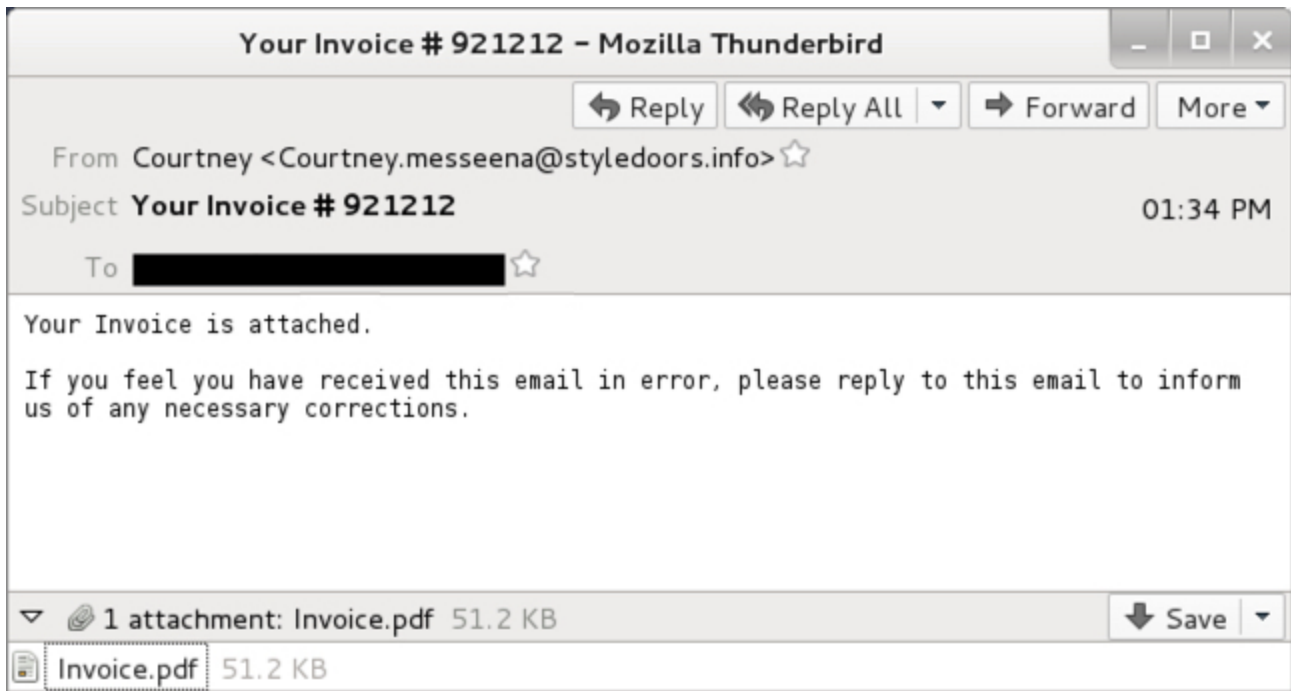 Your Invoice # 921212 – Mozilla Thunderbird
Reply Reply All Forward More
From Courtney <Courtney.messeena@styledoors.info>
Subject Your Invoice # 921212 01:34 PM
To
Your Invoice is attached.
If you feel you have received this email in error, please reply to this email to inform
us of any necessary corrections.
1 attachment: Invoice.pdf 51.2 KB Save
Invoice.pdf 51.2 KB